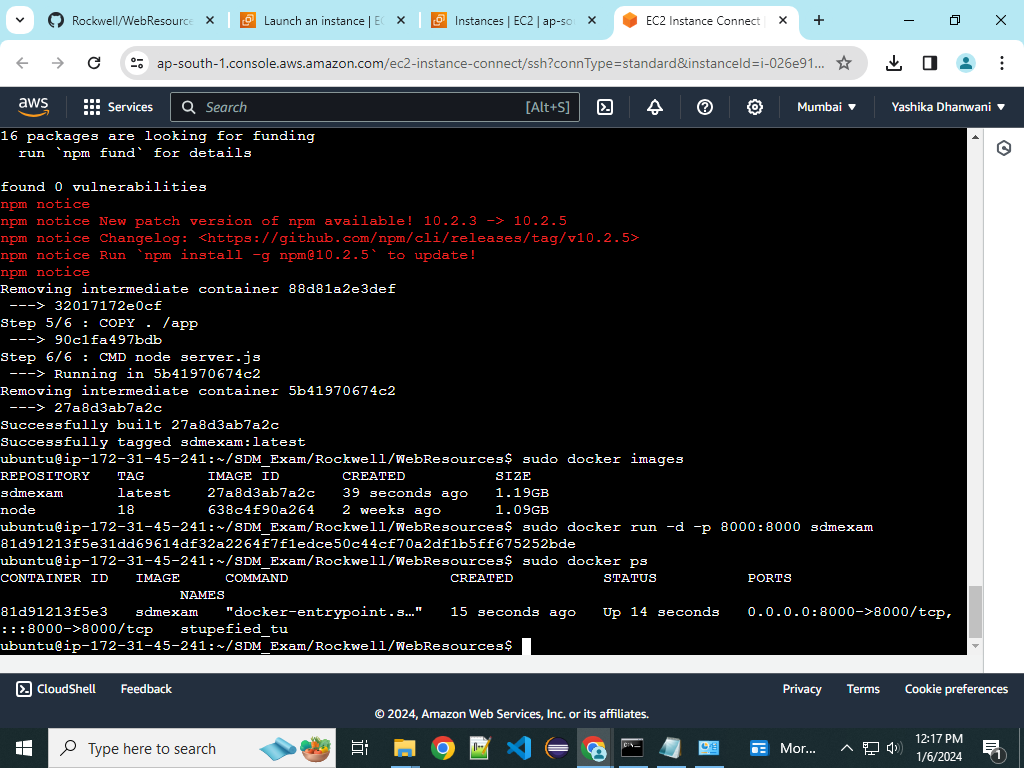 Rockwell/WebResource
Launch an instance | EC
Instances | EC2 | ap-so
EC2 Instance Connect |
ap-south-1.console.aws.amazon.com/ec2-instance-connect/ssh?connType=standard&instanceId=i-026e91...
aws
Services
Search
[Alt+S]
Mumbai
Yashika Dhanwani
16 packages are looking for funding
  run `npm fund` for details
found 0 vulnerabilities
npm notice
npm notice New patch version of npm available! 10.2.3 -> 10.2.5
npm notice Changelog: <https://github.com/npm/cli/releases/tag/v10.2.5>
npm notice Run `npm install -g npm@10.2.5` to update!
npm notice
Removing intermediate container 88d81a2e3def
 ---> 32017172e0cf
Step 5/6 : COPY . /app
 ---> 90c1fa497bdb
Step 6/6 : CMD node server.js
 ---> Running in 5b41970674c2
Removing intermediate container 5b41970674c2
 ---> 27a8d3ab7a2c
Successfully built 27a8d3ab7a2c
Successfully tagged sdmexam:latest
ubuntu@ip-172-31-45-241:~/SDM_Exam/Rockwell/WebResources$ sudo docker images
REPOSITORY   TAG       IMAGE ID       CREATED          SIZE
sdmexam      latest    27a8d3ab7a2c   39 seconds ago   1.19GB
node         18        638c4f90a264   2 weeks ago      1.09GB
ubuntu@ip-172-31-45-241:~/SDM_Exam/Rockwell/WebResources$ sudo docker run -d -p 8000:8000 sdmexam
81d91213f5e31dd69614df32a2264f7f1edce50c44cf70a2df1b5ff675252bde
ubuntu@ip-172-31-45-241:~/SDM_Exam/Rockwell/WebResources$ sudo docker ps
CONTAINER ID   IMAGE     COMMAND                  CREATED          STATUS          PORTS
                    NAMES
81d91213f5e3   sdmexam   "docker-entrypoint.s…"   15 seconds ago   Up 14 seconds   0.0.0.0:8000->8000/tcp,
:::8000->8000/tcp   stupefied_tu
ubuntu@ip-172-31-45-241:~/SDM_Exam/Rockwell/WebResources$
CloudShell
Feedback
Privacy
Terms
Cookie preferences
© 2024, Amazon Web Services, Inc. or its affiliates.
Type here to search
Mor...
12:17 PM
1/6/2024
1